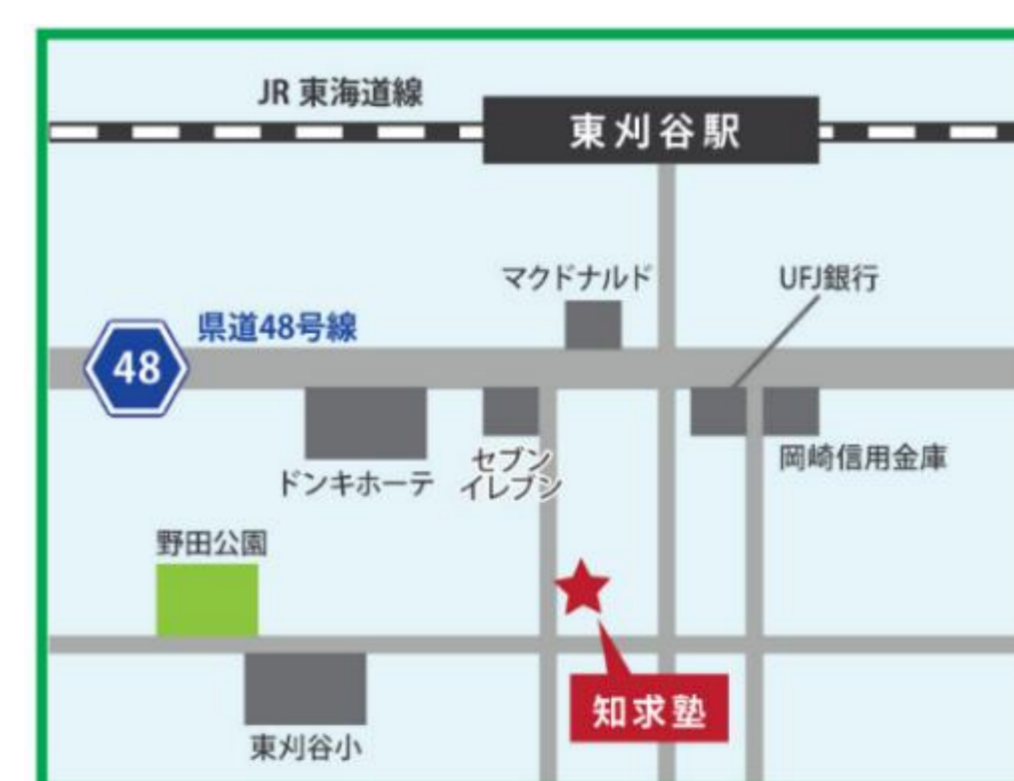 JR 東海道線
東刈谷駅
マクドナルド
UFJ銀行
県道48号線
48
ドンキホーテ
セブン
イレブン
岡崎信用金庫
野田公園
知求塾
東刈谷小